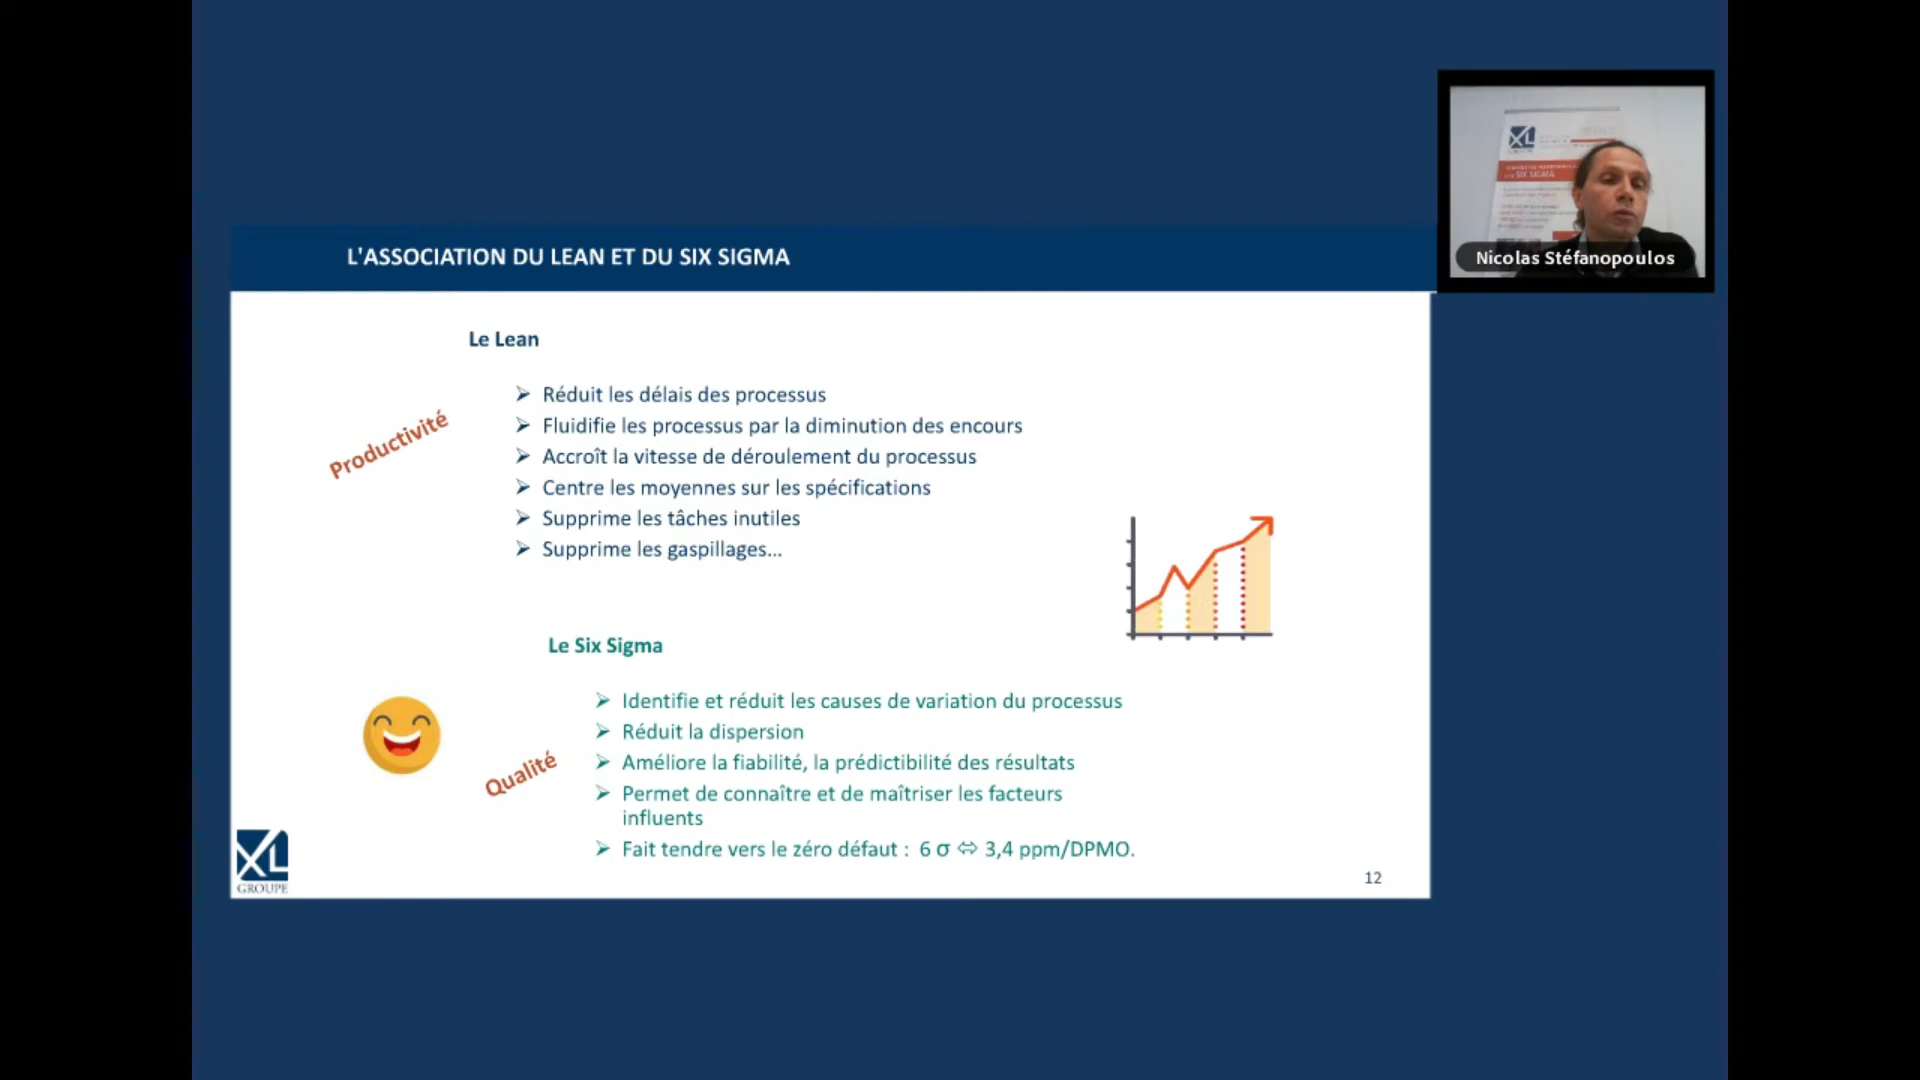 L'ASSOCIATION DU LEAN ET DU SIX SIGMA
Le Lean
Productivité
➢ Réduit les délais des processus
➢ Fluidifie les processus par la diminution des encours
➢ Accroît la vitesse de déroulement du processus
➢ Centre les moyennes sur les spécifications
➢ Supprime les tâches inutiles
➢ Supprime les gaspillages...
Le Six Sigma
Qualité
➢ Identifie et réduit les causes de variation du processus
➢ Réduit la dispersion
➢ Améliore la fiabilité, la prédictibilité des résultats
➢ Permet de connaître et de maîtriser les facteurs
influents
➢ Fait tendre vers le zéro défaut : 6 σ ⇔ 3,4 ppm/DPMO.
XL
GROUPE
12
XL
SIX SIGMA
Nicolas Stéfanopoulos